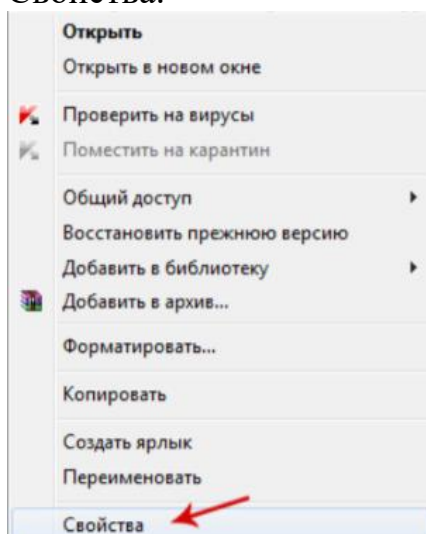 Свойства.
Открыть
Открыть в новом окне
Проверить на вирусы
Поместить на карантин
Общий доступ
Восстановить прежнюю версию
Добавить в библиотеку
Добавить в архив...
Форматировать...
Копировать
Создать ярлык
Переименовать
Свойства